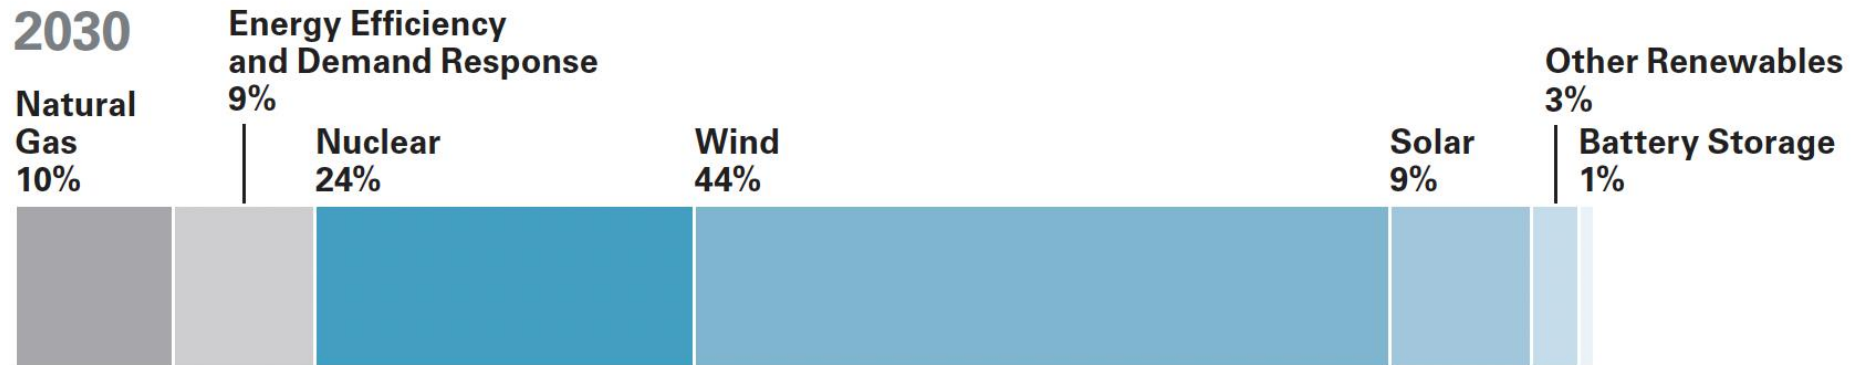 2030
Natural
Gas
10%
Energy Efficiency
and Demand Response
9%
Nuclear
24%
Wind
44%
Solar
9%
Other Renewables
3%
Battery Storage
1%